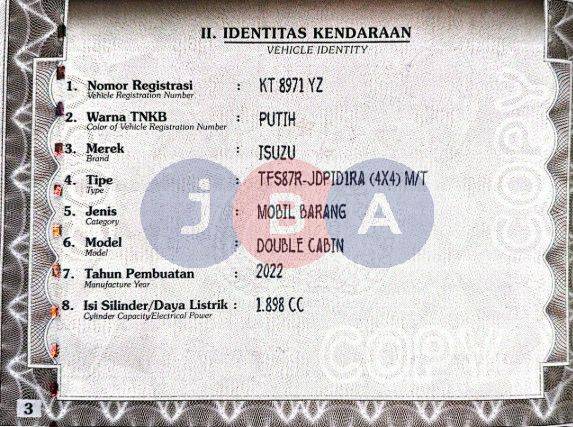 II. IDENTITAS KENDARAAN
VEHICLE IDENTITY
1. Nomor Registrasi : KT 8971 YZ
Vehicle Registration Number
2. Warna TNKB : PUTIH
Color of Vehicle Registration Number
3. Merek : ISUZU
Brand
4. Tipe : TFS87R-JDPID1RA (4X4) M/T
Type
5. Jenis : MOBIL BARANG
Category
6. Model : DOUBLE CABIN
Model
7. Tahun Pembuatan : 2022
Manufacture Year
8. Isi Silinder/Daya Listrik : 1.898 CC
Cylinder Capacity/Electrical Power
JBA
COPY
3